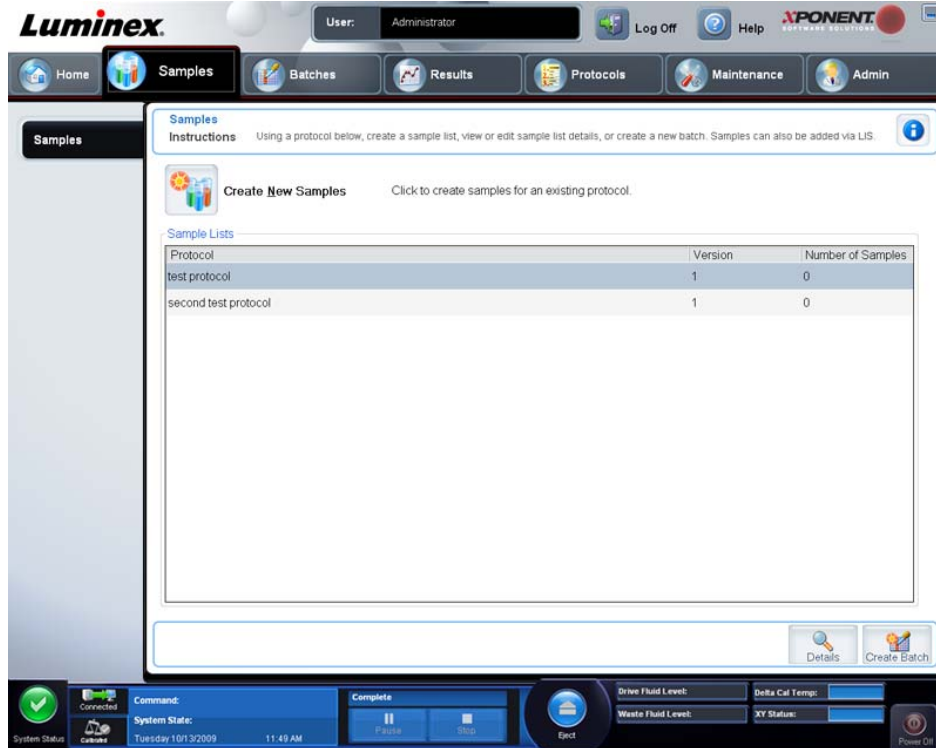 Luminex.
User: Administrator
Log Off
Help
XPONENT.
SOFTWARE SOLUTIONS
Home
Samples
Batches
Results
Protocols
Maintenance
Admin
Samples
Samples
Instructions Using a protocol below, create a sample list, view or edit sample list details, or create a new batch. Samples can also be added via LIS.
Create New Samples Click to create samples for an existing protocol.
Sample Lists
Protocol Version Number of Samples
test protocol 1 0
second test protocol 1 0
Details
Create Batch
System Status
Connected
Calibrated
Command:
System State:
Tuesday 10/13/2009 11:49 AM
Complete
Pause
Stop
Eject
Drive Fluid Level:
Waste Fluid Level:
Delta Cal Temp:
XY Status:
Power Off